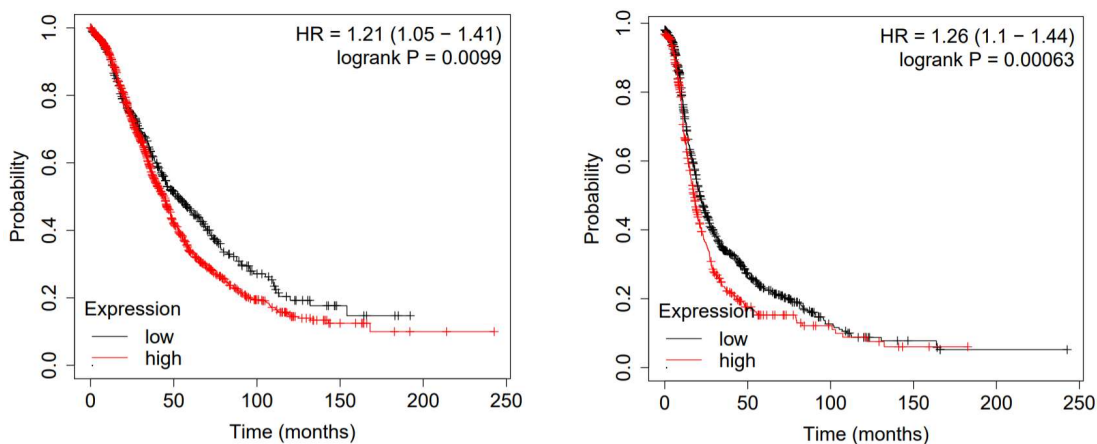 HR = 1.21 (1.05 − 1.41)
logrank P = 0.0099
Probability
1.0
0.8
0.6
0.4
0.2
0.0
Expression
low
high
0 50 100 150 200 250
Time (months)
HR = 1.26 (1.1 − 1.44)
logrank P = 0.00063
Probability
1.0
0.8
0.6
0.4
0.2
0.0
Expression
low
high
0 50 100 150 200 250
Time (months)